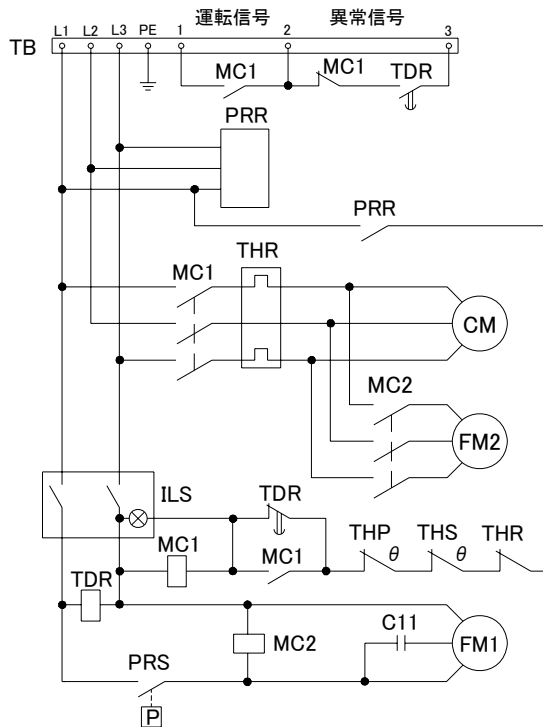 運転信号 異常信号
TB L1 L2 L3 PE 1 2 3
MC1 MC1 TDR
PRR
PRR
MC1 THR
CM
MC2
FM2
ILS TDR
MC1 MC1 THP θ THS θ THR
TDR
C11
MC2 FM1
PRS
P